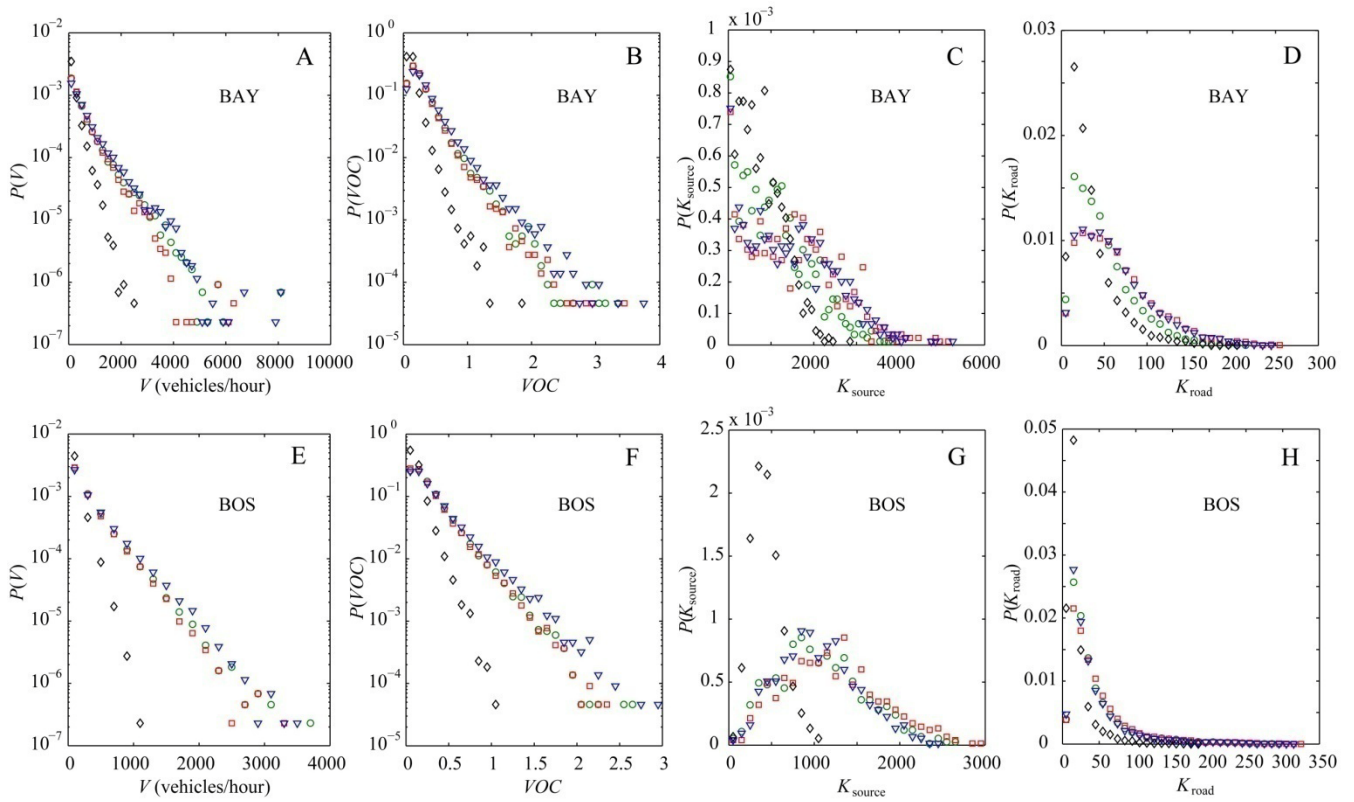 10⁻²
10⁻³
10⁻⁴
10⁻⁵
10⁻⁶
10⁻⁷
P(V)
A
BAY
0 2000 4000 6000 8000 10000
V (vehicles/hour)
10⁰
10⁻¹
10⁻²
10⁻³
10⁻⁴
10⁻⁵
P(VOC)
B
BAY
0 1 2 3 4
VOC
1 x 10⁻³
0.9
0.8
0.7
0.6
0.5
0.4
0.3
0.2
0.1
0
P(K_source)
C
BAY
0 2000 4000 6000
K_source
0.03
0.02
0.01
0
P(K_road)
D
BAY
0 50 100 150 200 250 300
K_road
10⁻²
10⁻³
10⁻⁴
10⁻⁵
10⁻⁶
10⁻⁷
P(V)
E
BOS
0 1000 2000 3000 4000
V (vehicles/hour)
10⁰
10⁻¹
10⁻²
10⁻³
10⁻⁴
10⁻⁵
P(VOC)
F
BOS
0 0.5 1 1.5 2 2.5 3
VOC
2.5 x 10⁻³
2
1.5
1
0.5
0
P(K_source)
G
BOS
0 1000 2000 3000
K_source
0.05
0.04
0.03
0.02
0.01
0
P(K_road)
H
BOS
0 50 100 150 200 250 300 350
K_road